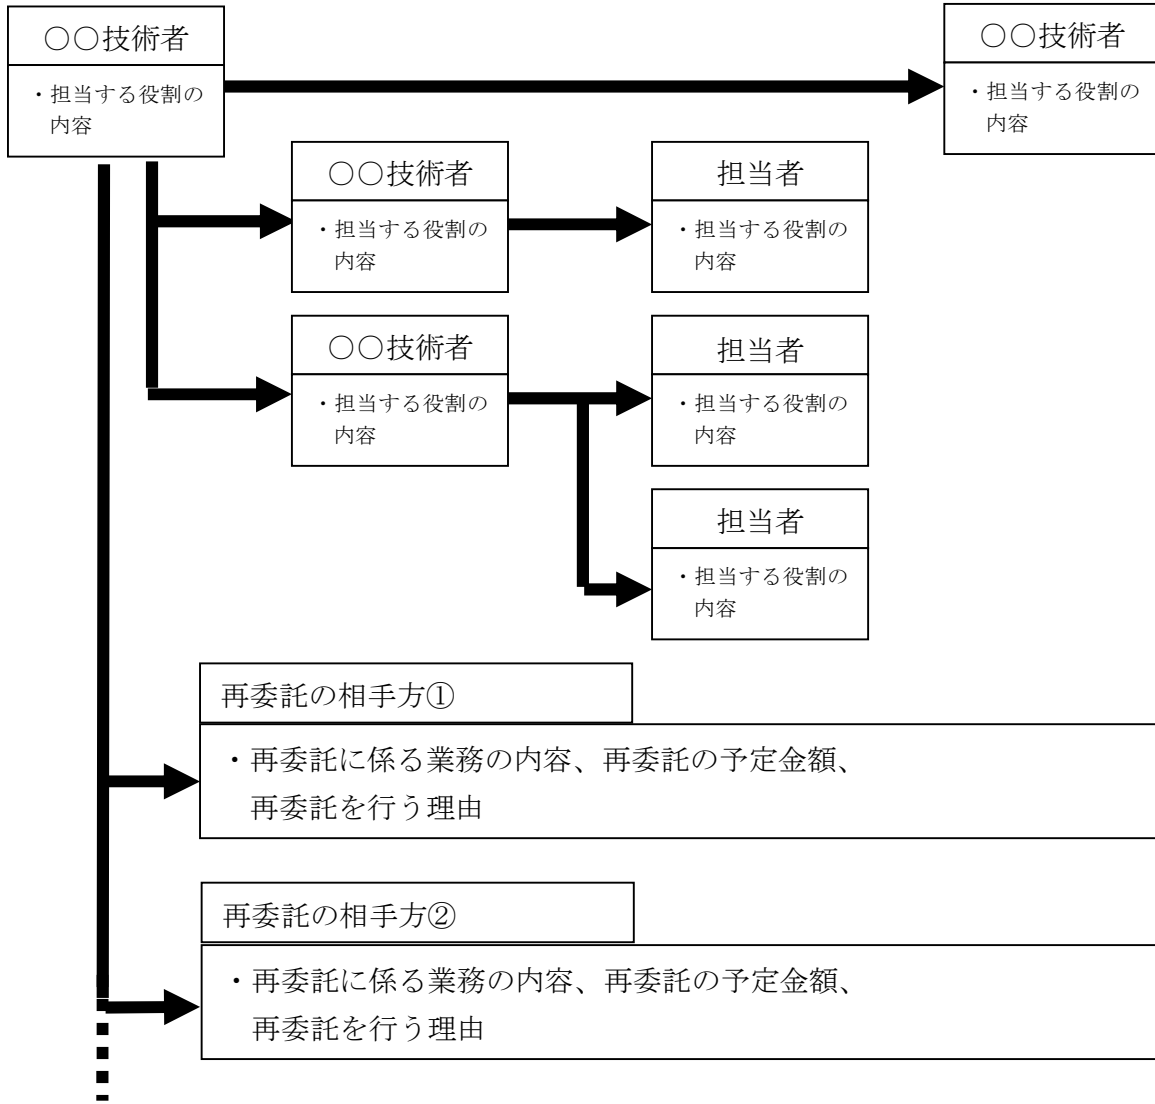 ○○技術者
・担当する役割の
内容
○○技術者
・担当する役割の
内容
○○技術者
・担当する役割の
内容
担当者
・担当する役割の
内容
○○技術者
・担当する役割の
内容
担当者
・担当する役割の
内容
担当者
・担当する役割の
内容
再委託の相手方①
・再委託に係る業務の内容、再委託の予定金額、
再委託を行う理由
再委託の相手方②
・再委託に係る業務の内容、再委託の予定金額、
再委託を行う理由